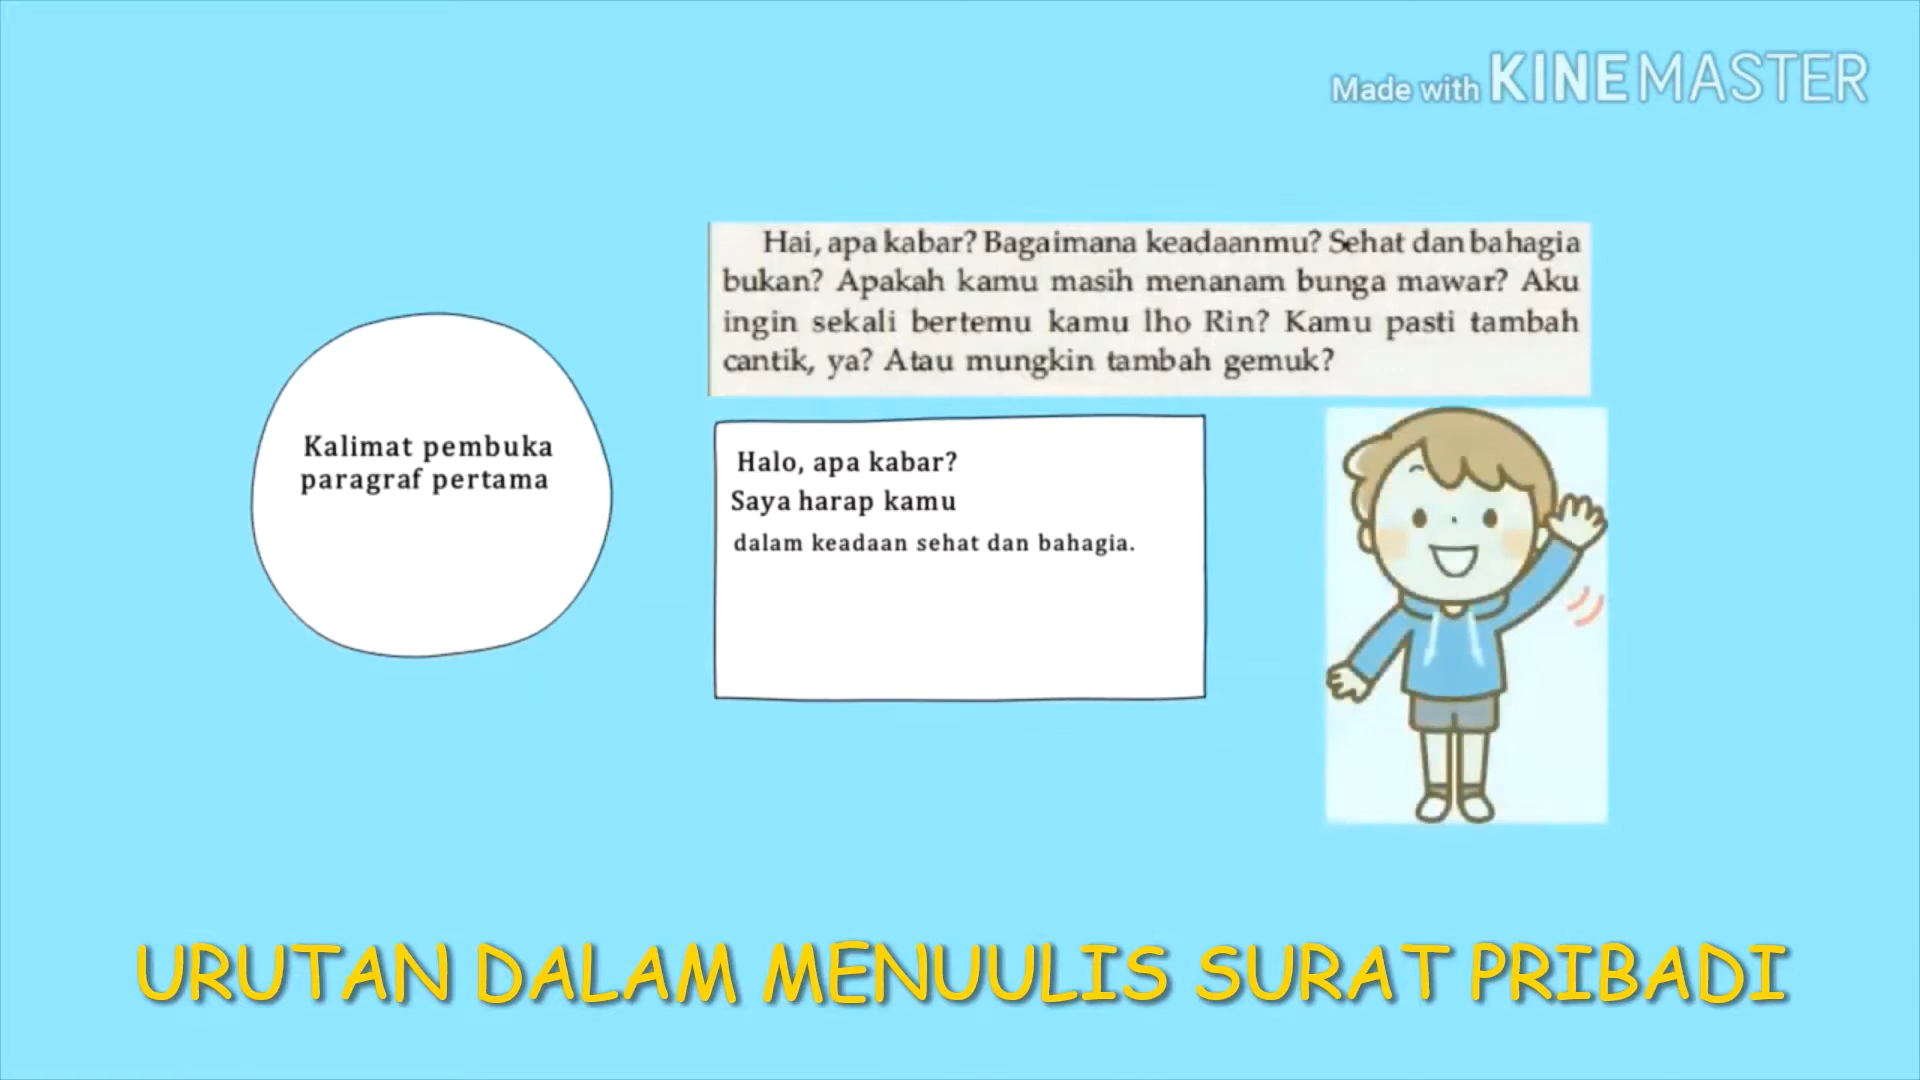 Made with KINEMASTER
Hai, apa kabar? Bagaimana keadaanmu? Sehat dan bahagia
bukan? Apakah kamu masih menanam bunga mawar? Aku
ingin sekali bertemu kamu lho Rin? Kamu pasti tambah
cantik, ya? Atau mungkin tambah gemuk?
Kalimat pembuka
paragraf pertama
Halo, apa kabar?
Saya harap kamu
dalam keadaan sehat dan bahagia.
URUTAN DALAM MENUULIS SURAT PRIBADI